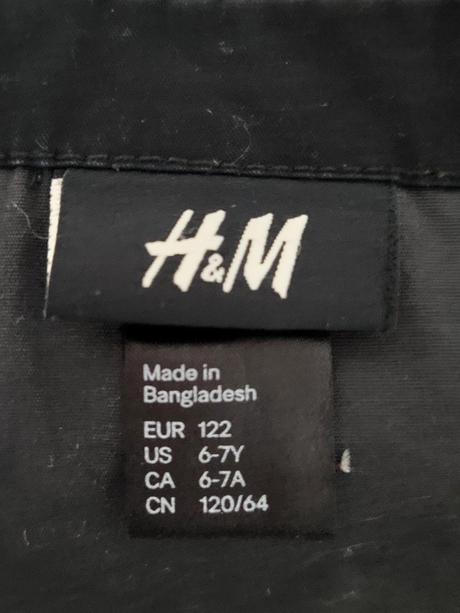 H&M
Made in
Bangladesh
EUR 122
US 6-7Y
CA 6-7A
CN 120/64